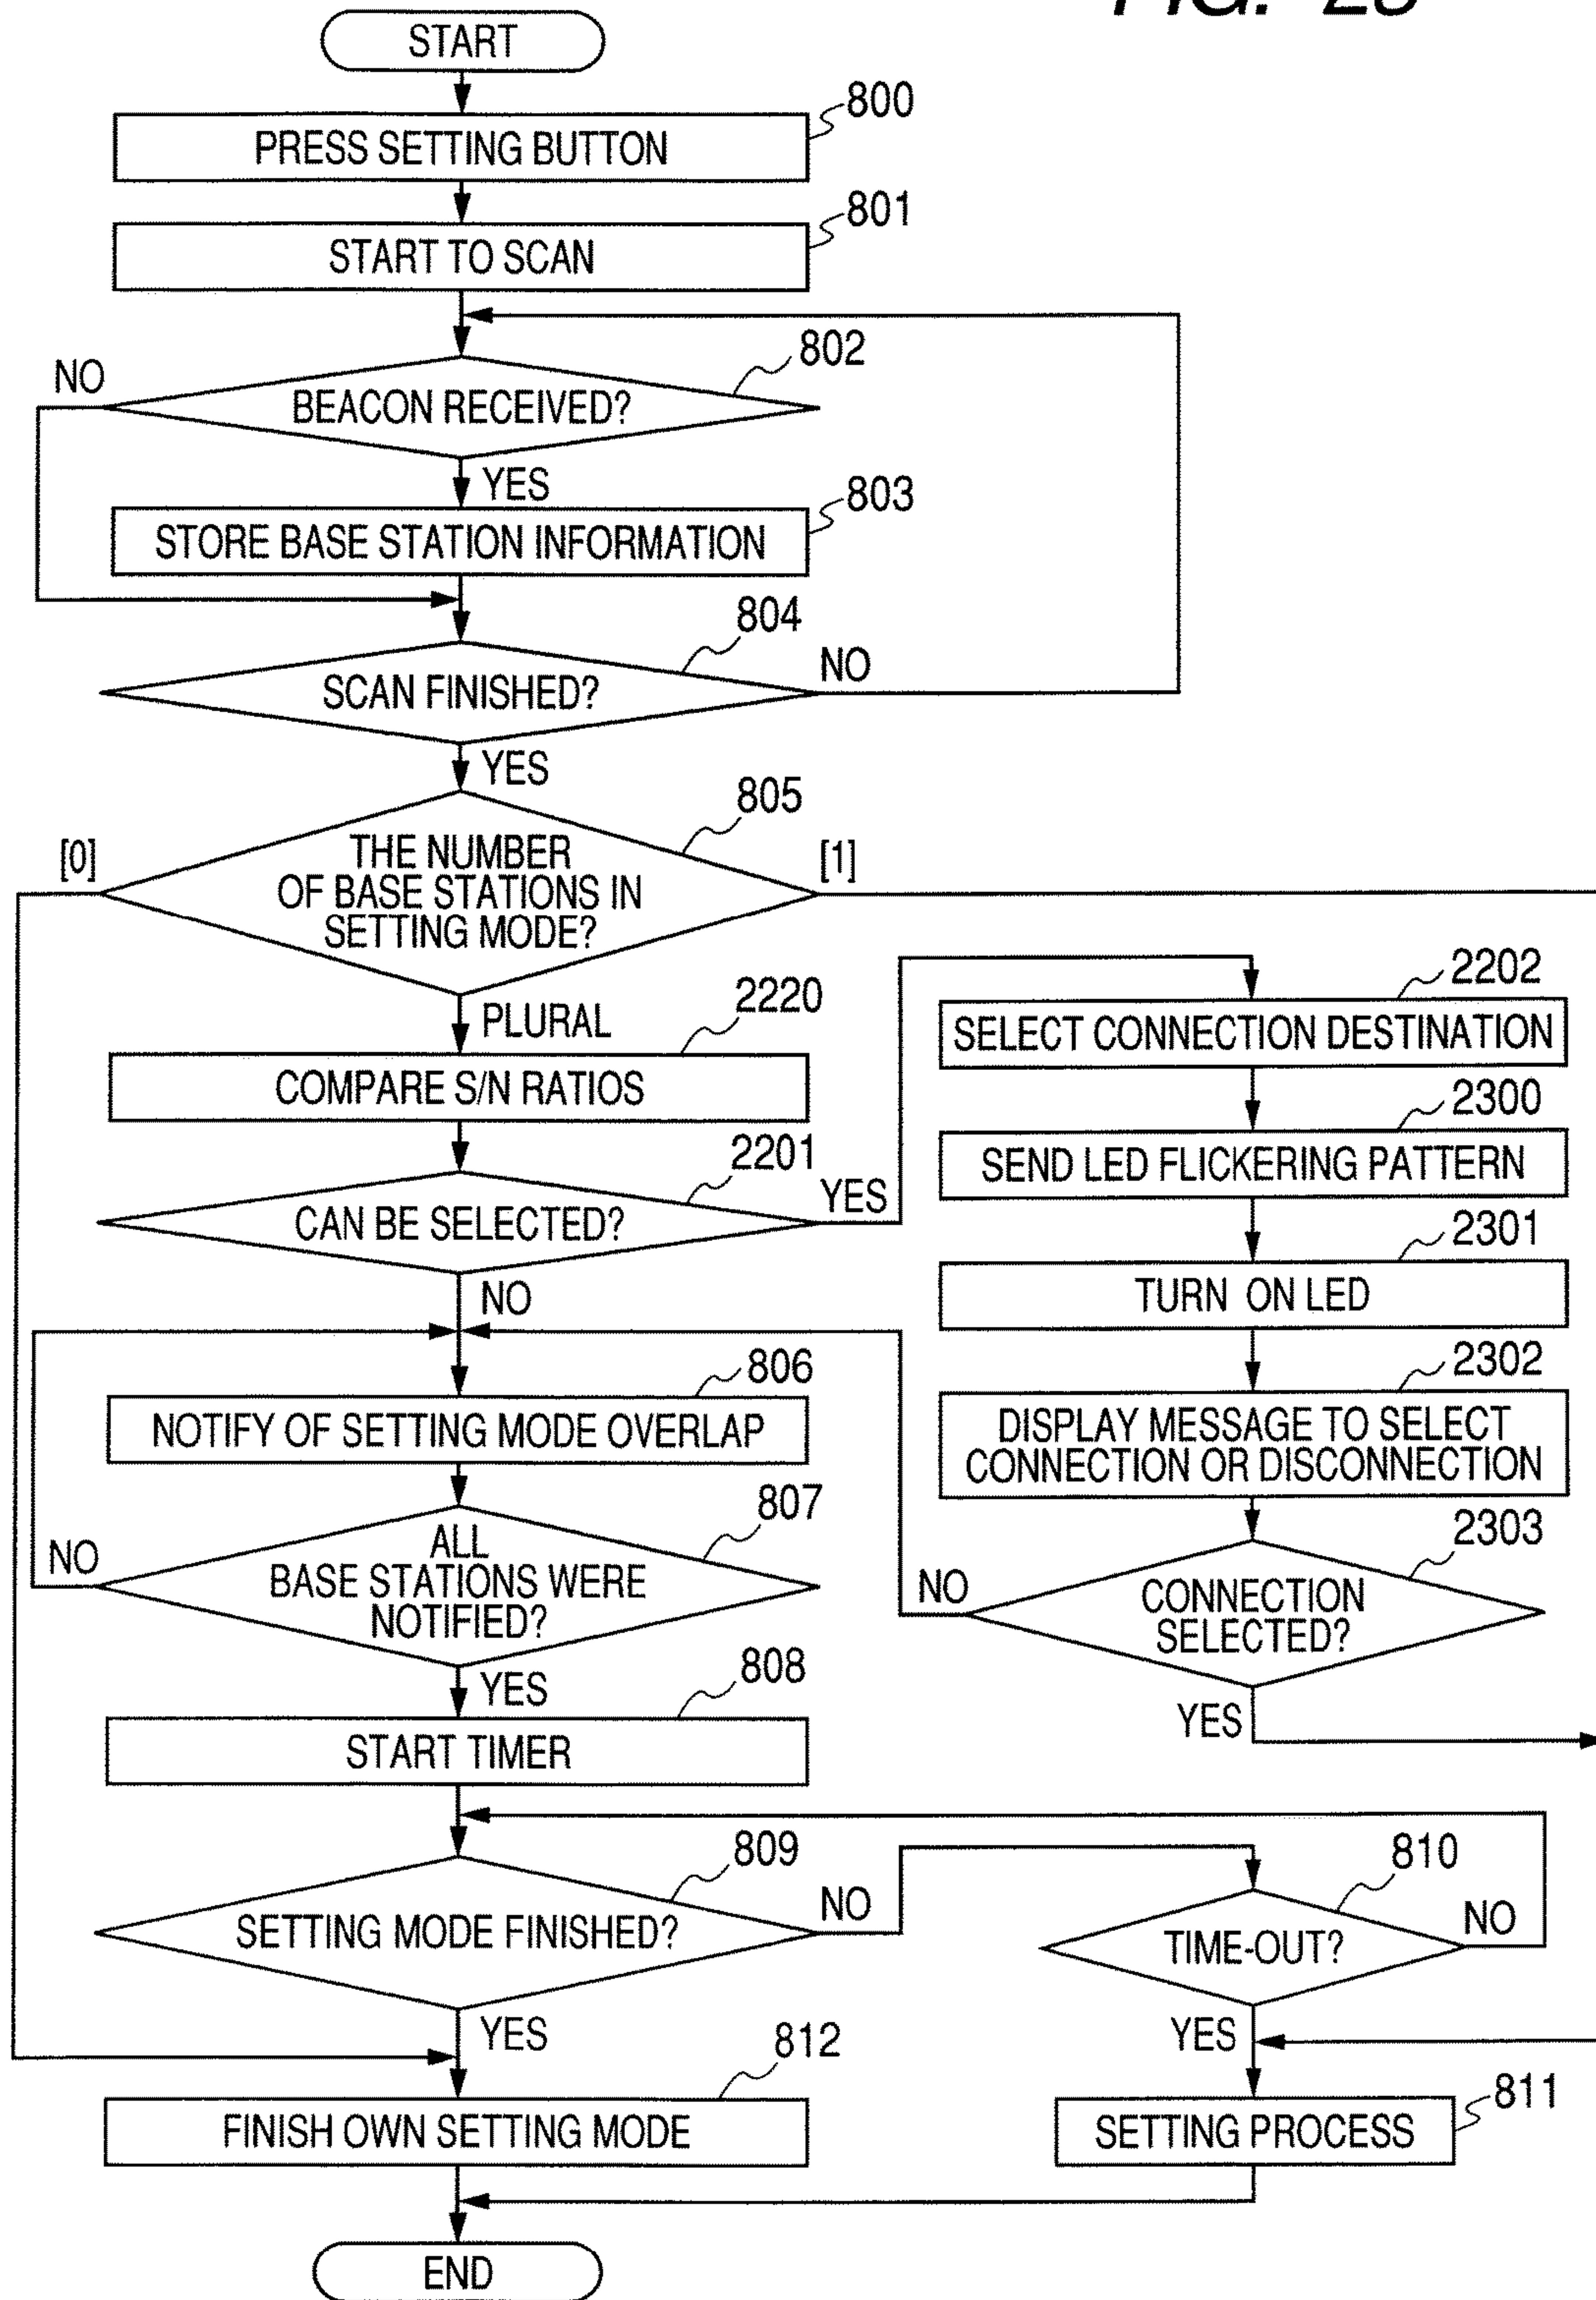 START
800
PRESS SETTING BUTTON
801
START TO SCAN
802
NO
BEACON RECEIVED?
YES
803
STORE BASE STATION INFORMATION
804
NO
SCAN FINISHED?
YES
805
[0]
[1]
THE NUMBER
OF BASE STATIONS IN
SETTING MODE?
PLURAL
2220
COMPARE S/N RATIOS
2201
YES
CAN BE SELECTED?
NO
2202
SELECT CONNECTION DESTINATION
2300
SEND LED FLICKERING PATTERN
2301
TURN ON LED
2302
DISPLAY MESSAGE TO SELECT
CONNECTION OR DISCONNECTION
2303
NO
CONNECTION
SELECTED?
YES
806
NOTIFY OF SETTING MODE OVERLAP
807
NO
ALL
BASE STATIONS WERE
NOTIFIED?
YES
808
START TIMER
809
NO
SETTING MODE FINISHED?
YES
810
NO
TIME-OUT?
YES
812
FINISH OWN SETTING MODE
811
SETTING PROCESS
END